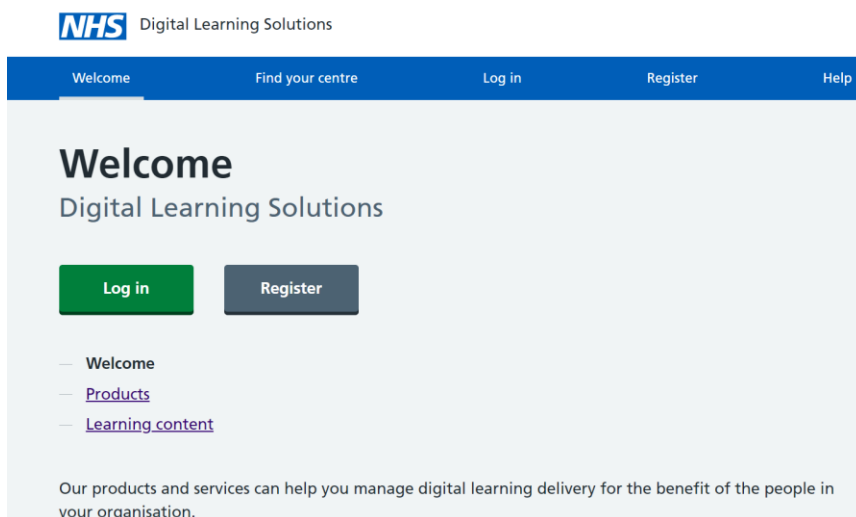 NHS Digital Learning Solutions
Welcome Find your centre Log in Register Help
Welcome
Digital Learning Solutions
Log in Register
Welcome
Products
Learning content
Our products and services can help you manage digital learning delivery for the benefit of the people in
your organisation.